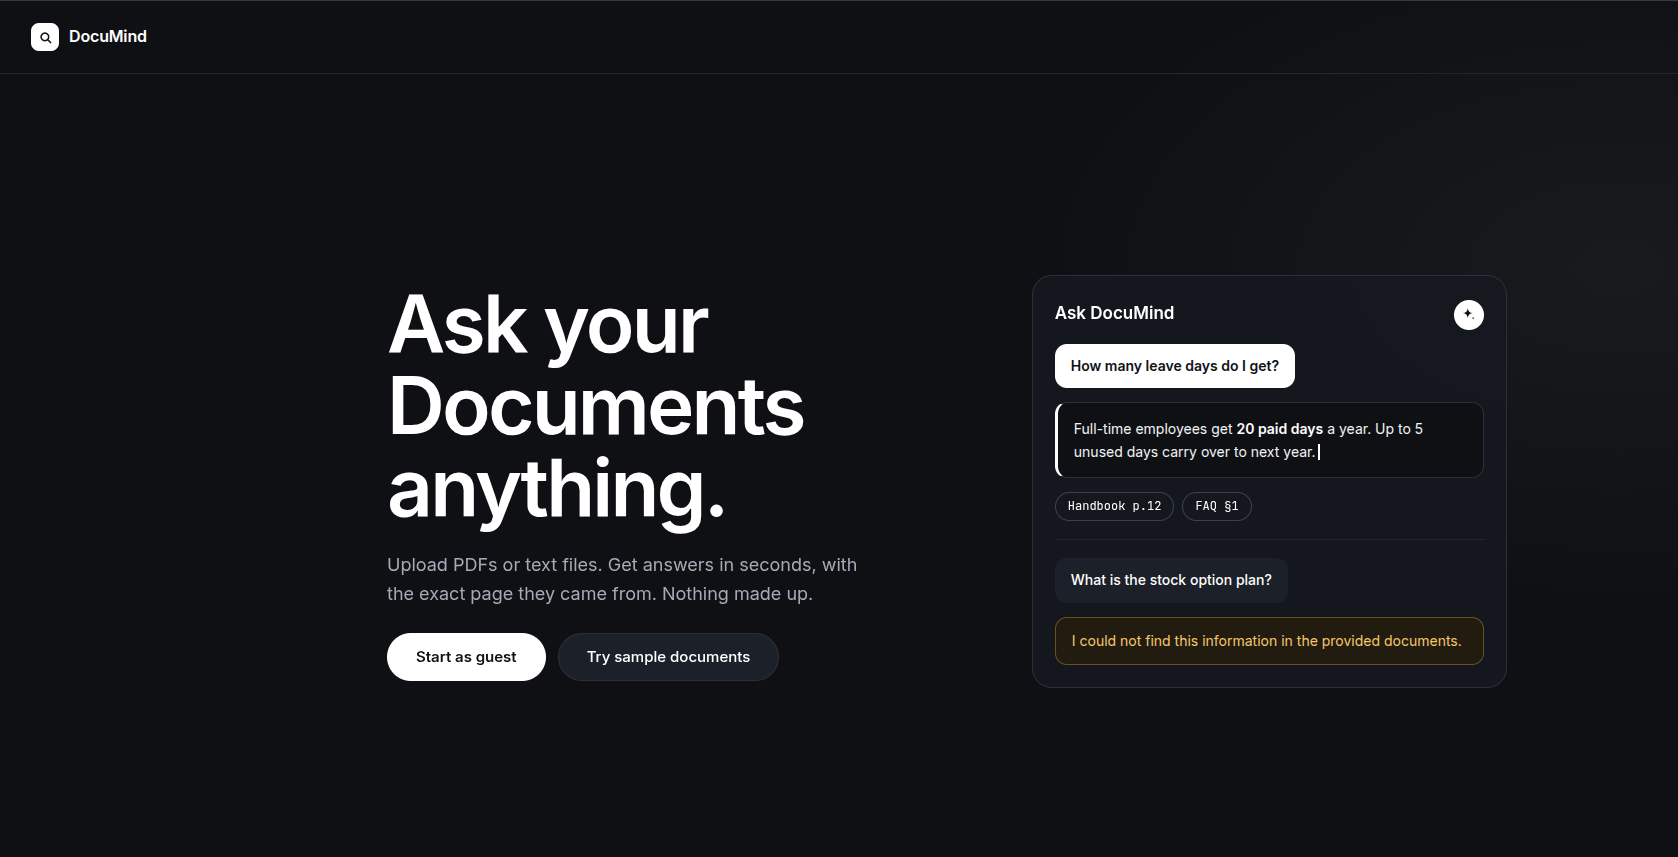 DocuMind
Ask your
Documents
anything.
Upload PDFs or text files. Get answers in seconds, with
the exact page they came from. Nothing made up.
Start as guest
Try sample documents
Ask DocuMind
How many leave days do I get?
Full-time employees get 20 paid days a year. Up to 5
unused days carry over to next year.
Handbook p.12
FAQ §1
What is the stock option plan?
I could not find this information in the provided documents.